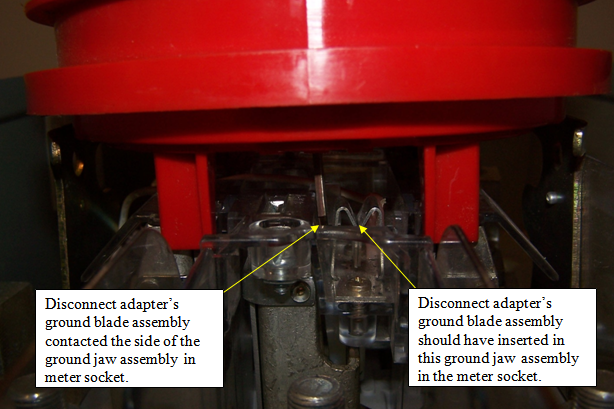 Disconnect adapter's
ground blade assembly
contacted the side of the
ground jaw assembly in
meter socket.
Disconnect adapter's
ground blade assembly
should have inserted in
this ground jaw assembly
in the meter socket.